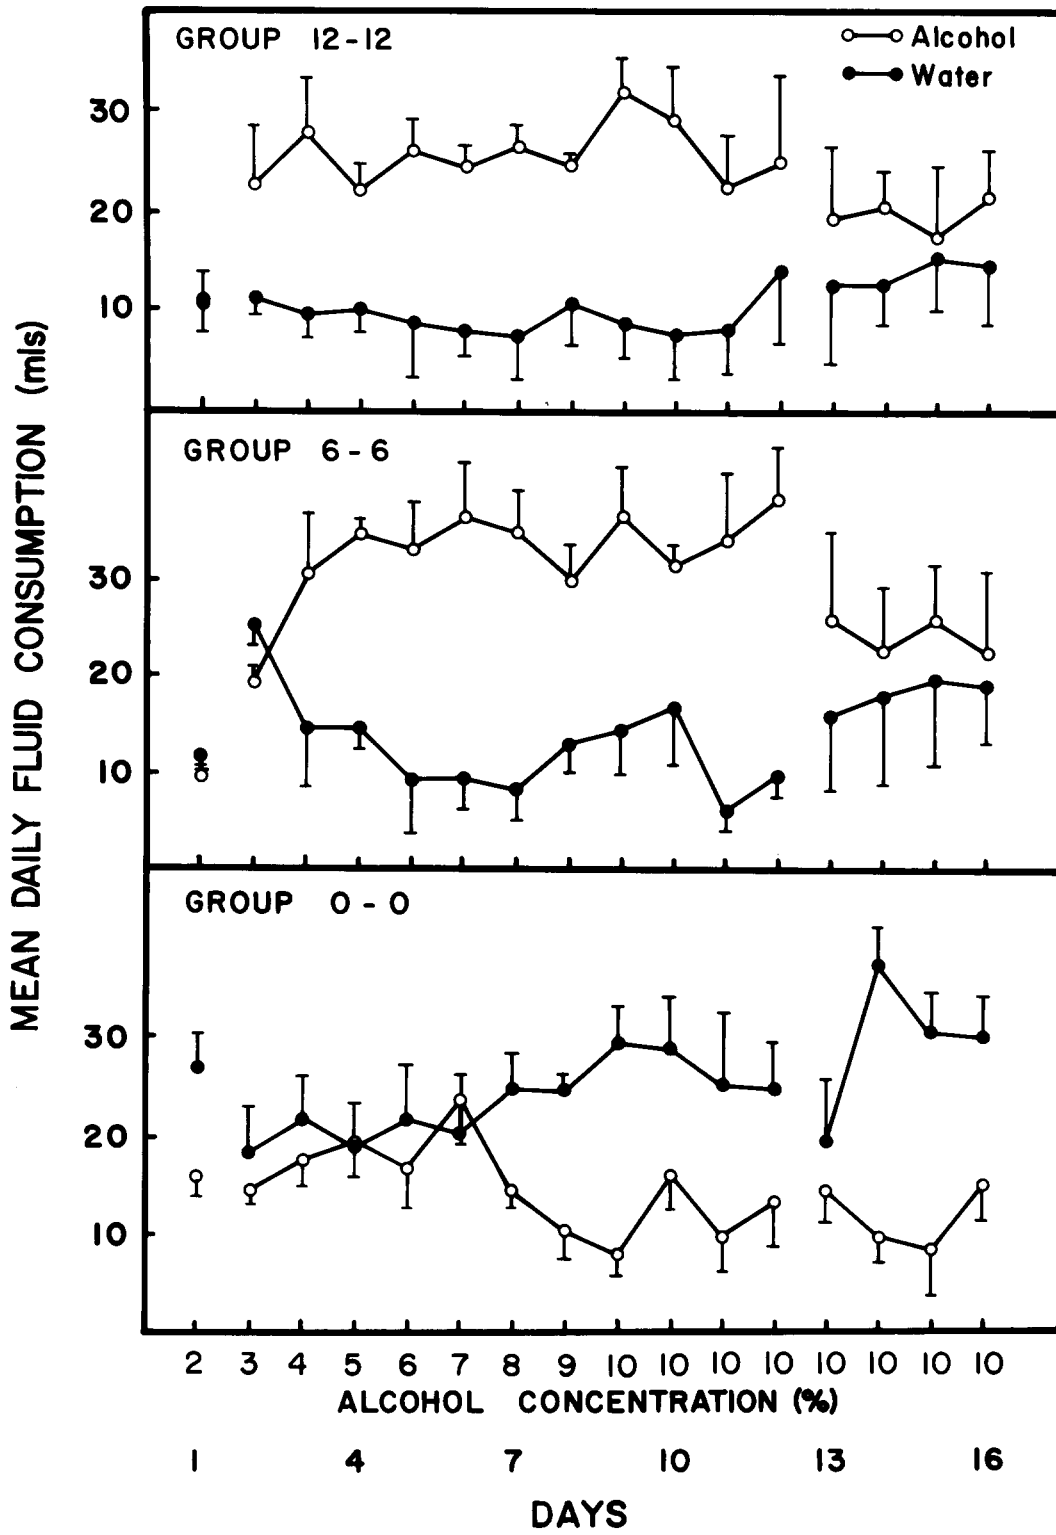 GROUP 12-12
Alcohol
Water
30
20
10
GROUP 6-6
30
20
10
GROUP 0-0
30
20
10
MEAN DAILY FLUID CONSUMPTION (mls)
2 3 4 5 6 7 8 9 10 10 10 10 10 10 10 10
ALCOHOL CONCENTRATION (%)
1 4 7 10 13 16
DAYS